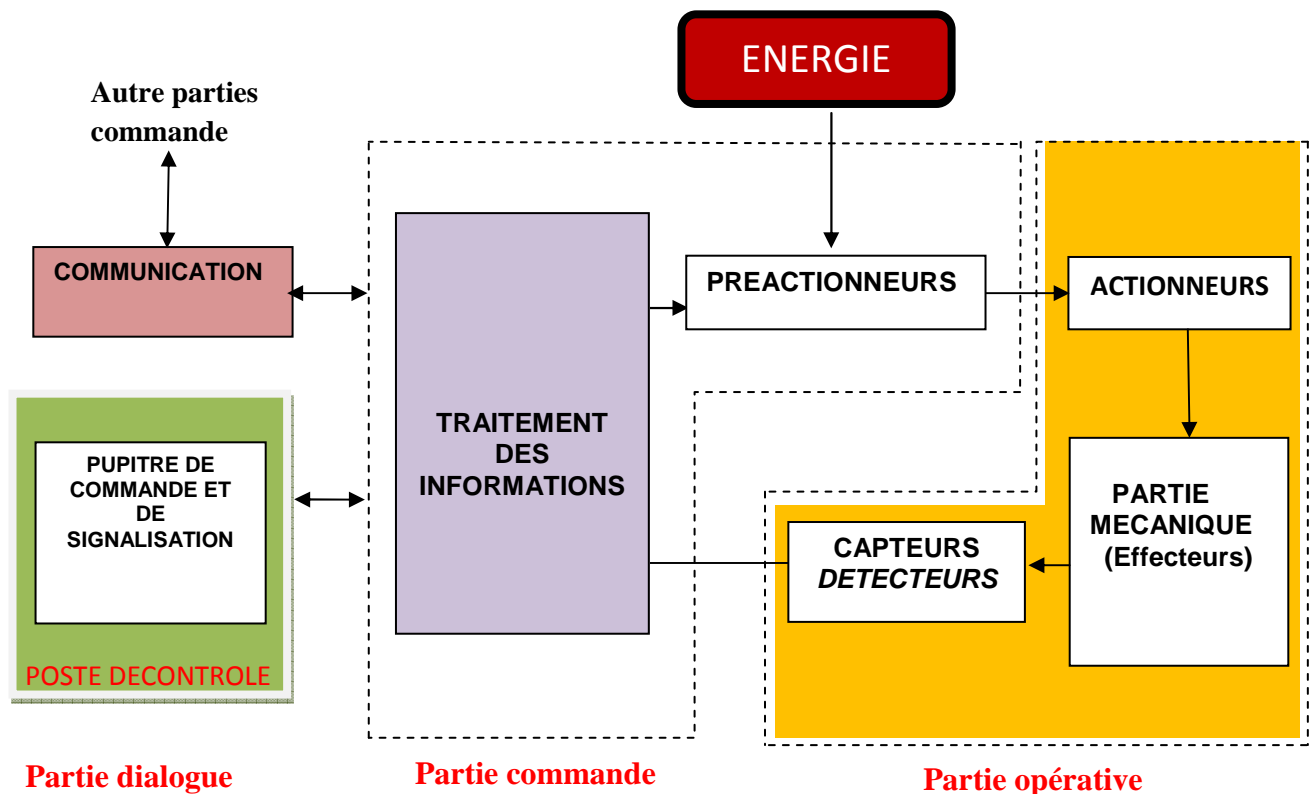 ENERGIE
Autre parties
commande
COMMUNICATION
PREACTIONNEURS
ACTIONNEURS
TRAITEMENT
DES
INFORMATIONS
PUPITRE DE
COMMANDE ET
DE
SIGNALISATION
POSTE DECONTROLE
CAPTEURS
DETECTEURS
PARTIE
MECANIQUE
(Effecteurs)
Partie dialogue
Partie commande
Partie opérative